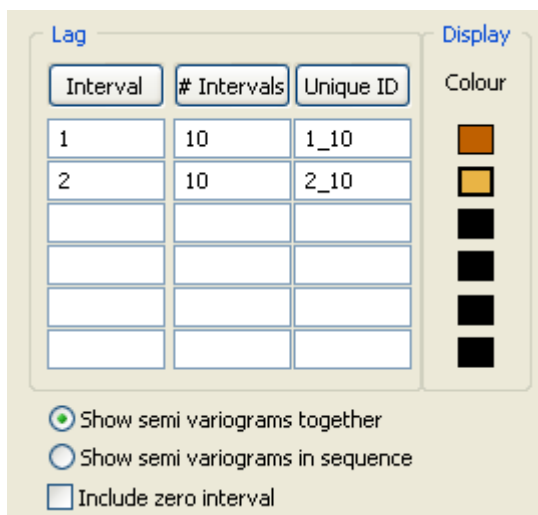 Lag Display
Interval # Intervals Unique ID Colour
1 10 1_10
2 10 2_10
Show semi variograms together
Show semi variograms in sequence
Include zero interval